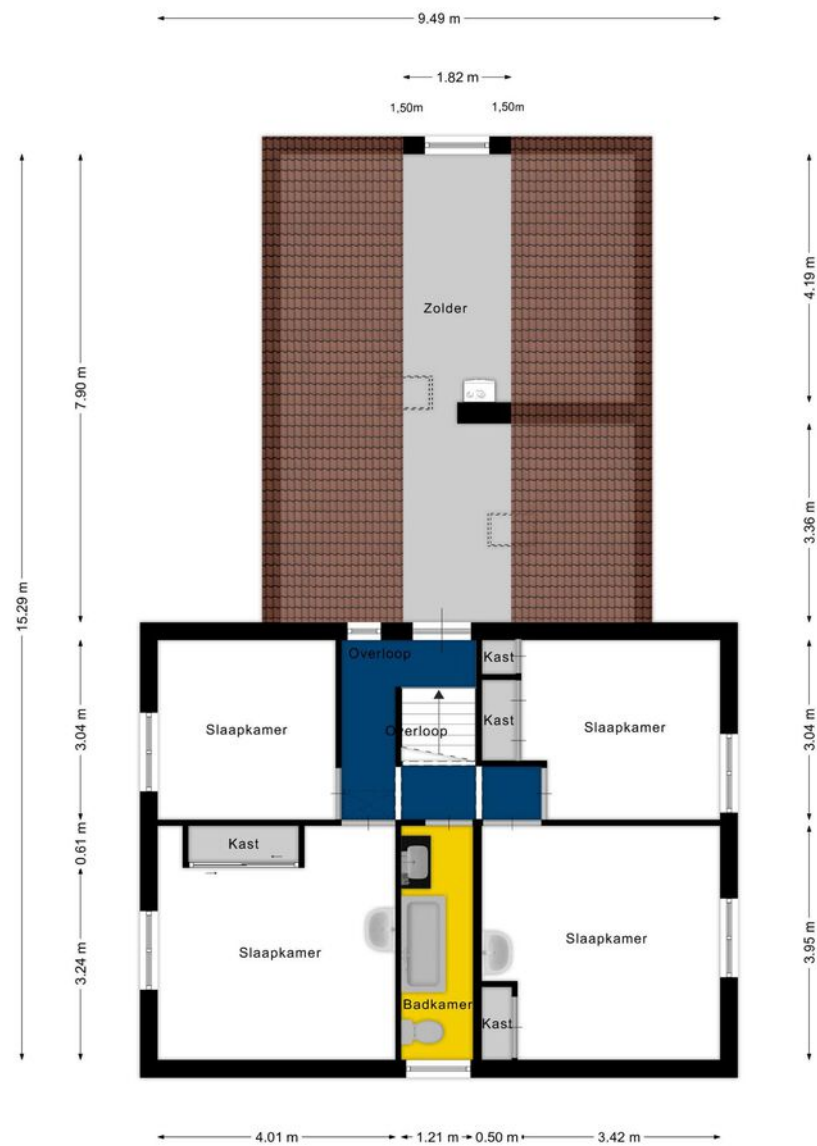 9.49 m
1.82 m
1,50m
1,50m
Zolder
4.19 m
7.90 m
3.36 m
15.29 m
Overloop
Kast
Kast
Slaapkamer
Overloop
Slaapkamer
3.04 m
3.04 m
0.61 m
Kast
Slaapkamer
Slaapkamer
3.24 m
3.95 m
Badkamer
Kast
4.01 m
1.21 m
0.50 m
3.42 m